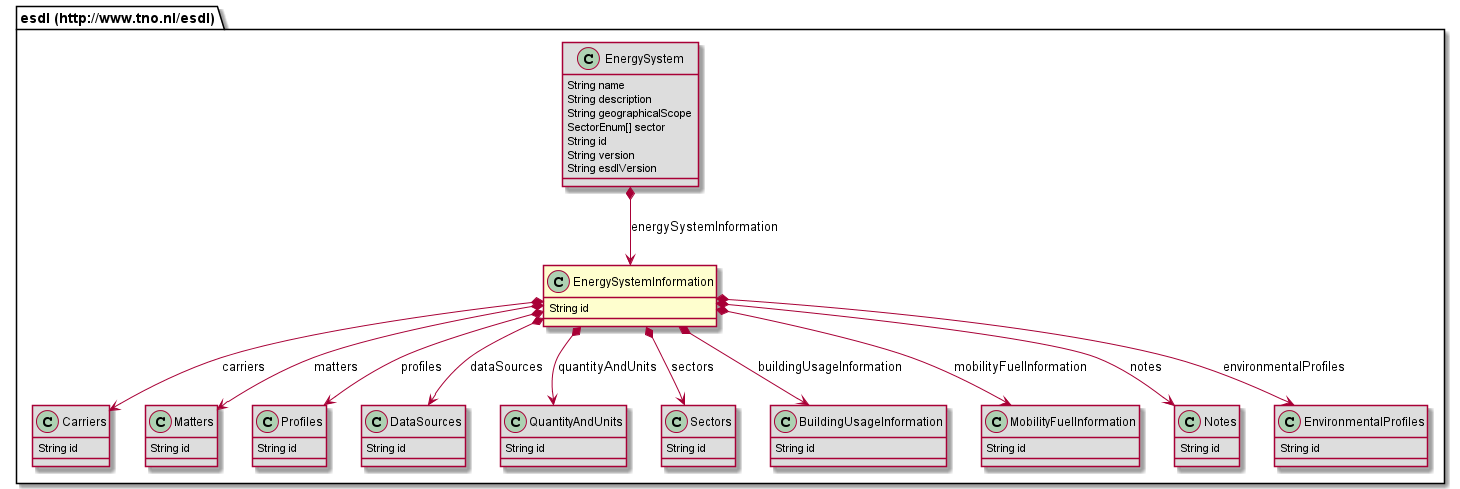 esdl (http://www.tno.nl/esdl)
C EnergySystem
String name
String description
String geographicalScope
SectorEnum[] sector
String id
String version
String esdlVersion
energySystemInformation
C EnergySystemInformation
String id
carriers
matters
profiles
dataSources
quantityAndUnits
sectors
buildingUsageInformation
mobilityFuelInformation
notes
environmentalProfiles
C Carriers
String id
C Matters
String id
C Profiles
String id
C DataSources
String id
C QuantityAndUnits
String id
C Sectors
String id
C BuildingUsageInformation
String id
C MobilityFuelInformation
String id
C Notes
String id
C EnvironmentalProfiles
String id